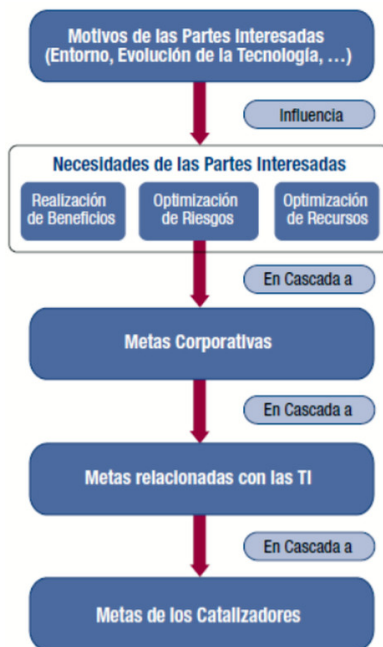 Motivos de las Partes Interesadas
(Entorno, Evolución de la Tecnología, …)
Influencia
Necesidades de las Partes Interesadas
Realización
de Beneficios
Optimización
de Riesgos
Optimización
de Recursos
En Cascada a
Metas Corporativas
En Cascada a
Metas relacionadas con las TI
En Cascada a
Metas de los Catalizadores